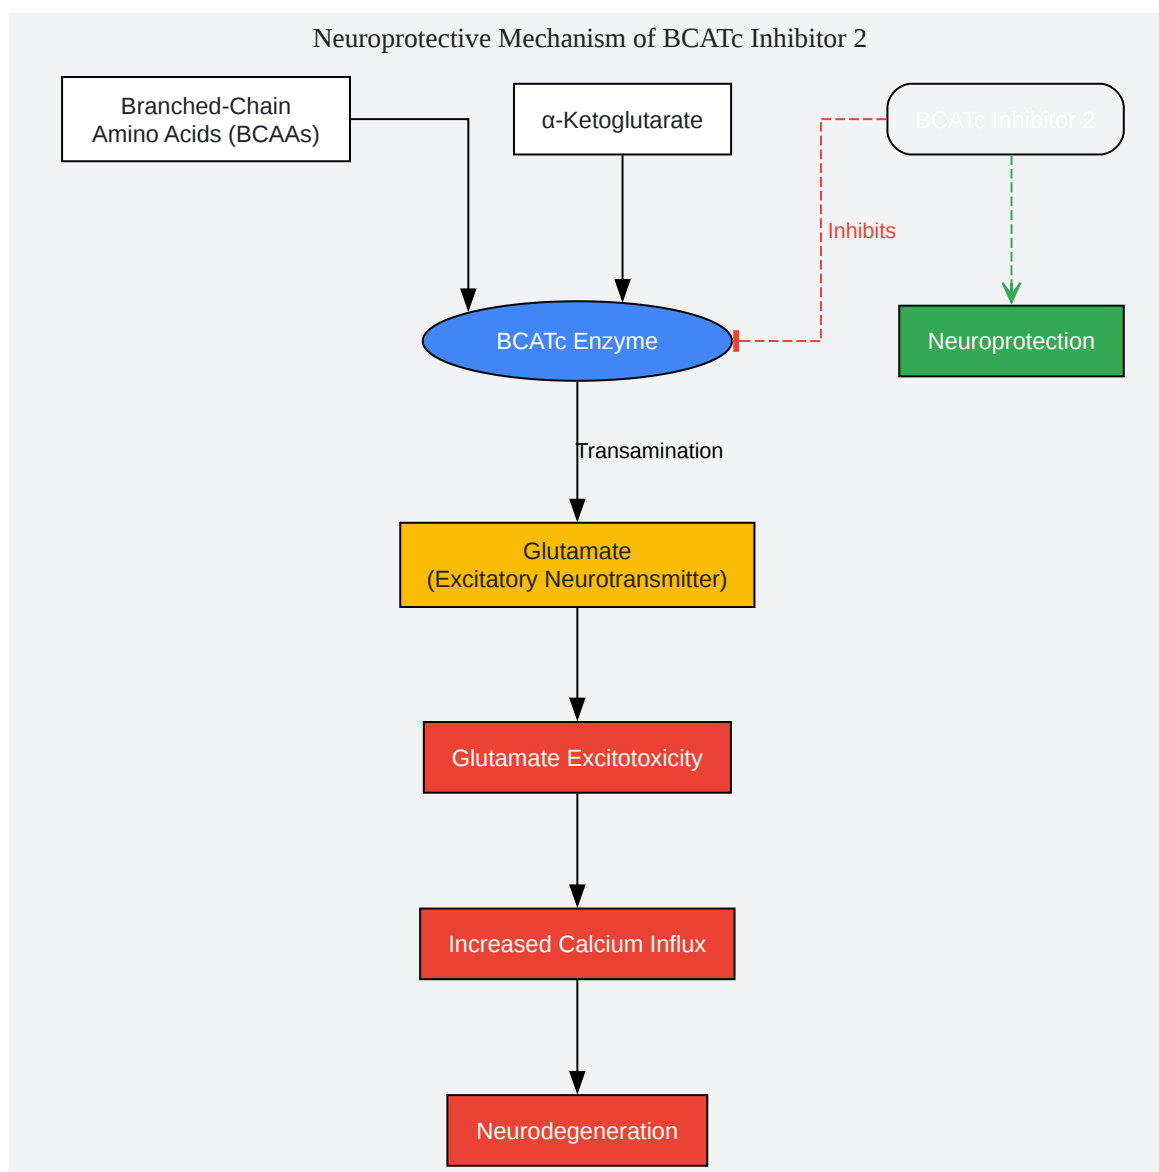 Neuroprotective Mechanism of BCATc Inhibitor 2
Branched-Chain
Amino Acids (BCAAs)
α-Ketoglutarate
BCATc Inhibitor 2
Inhibits
BCATc Enzyme
Neuroprotection
Transamination
Glutamate
(Excitatory Neurotransmitter)
Glutamate Excitotoxicity
Increased Calcium Influx
Neurodegeneration